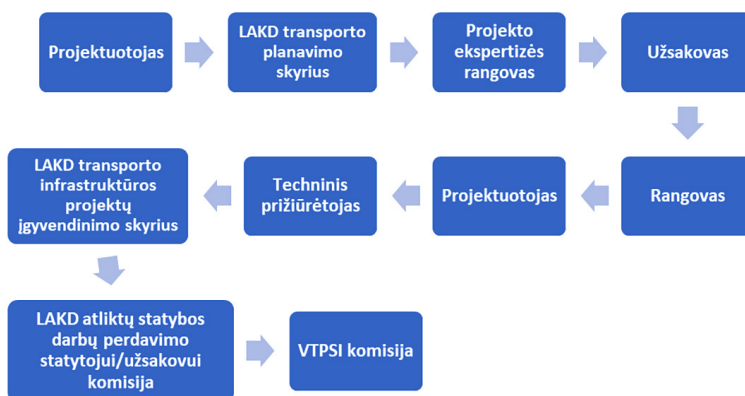 Projektuotojas
LAKD transporto
planavimo
skyrius
Projekto
ekspertizės
rangovas
Užsakovas
LAKD transporto
infrastruktūros
projektų
įgyvendinimo skyrius
Techninis
prižiūrėtojas
Projektuotojas
Rangovas
LAKD atliktų statybos
darbų perdavimo
statytojui/užsakovui
komisija
VTPSI komisija